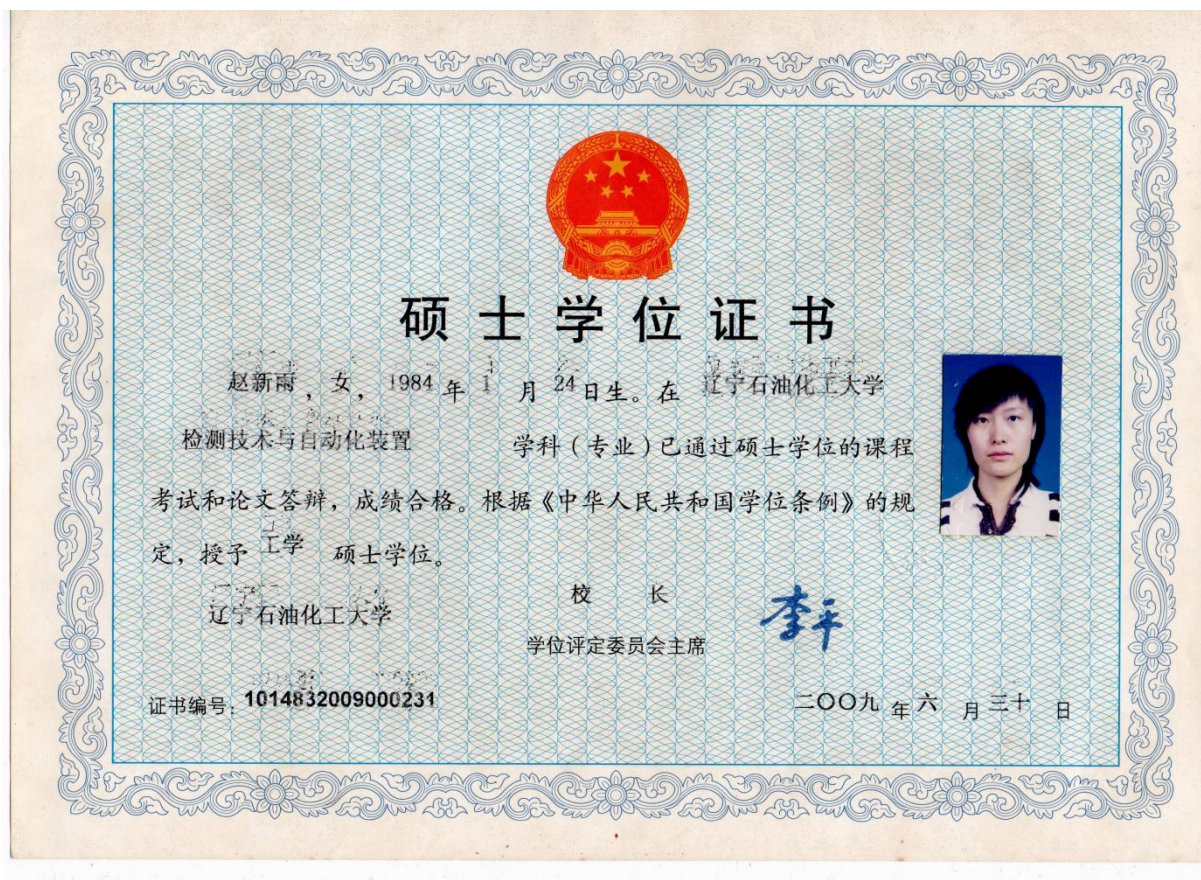 硕士学位证书
赵新雨，女，1984年1月24日生。在 辽宁石油化工大学
检测技术与自动化装置 学科（专业）已通过硕士学位的课程
考试和论文答辩，成绩合格。根据《中华人民共和国学位条例》的规
定，授予 工学 硕士学位。
辽宁石油化工大学
校 长 李平
学位评定委员会主席
证书编号：1014832009000231
二〇〇九年六月三十日